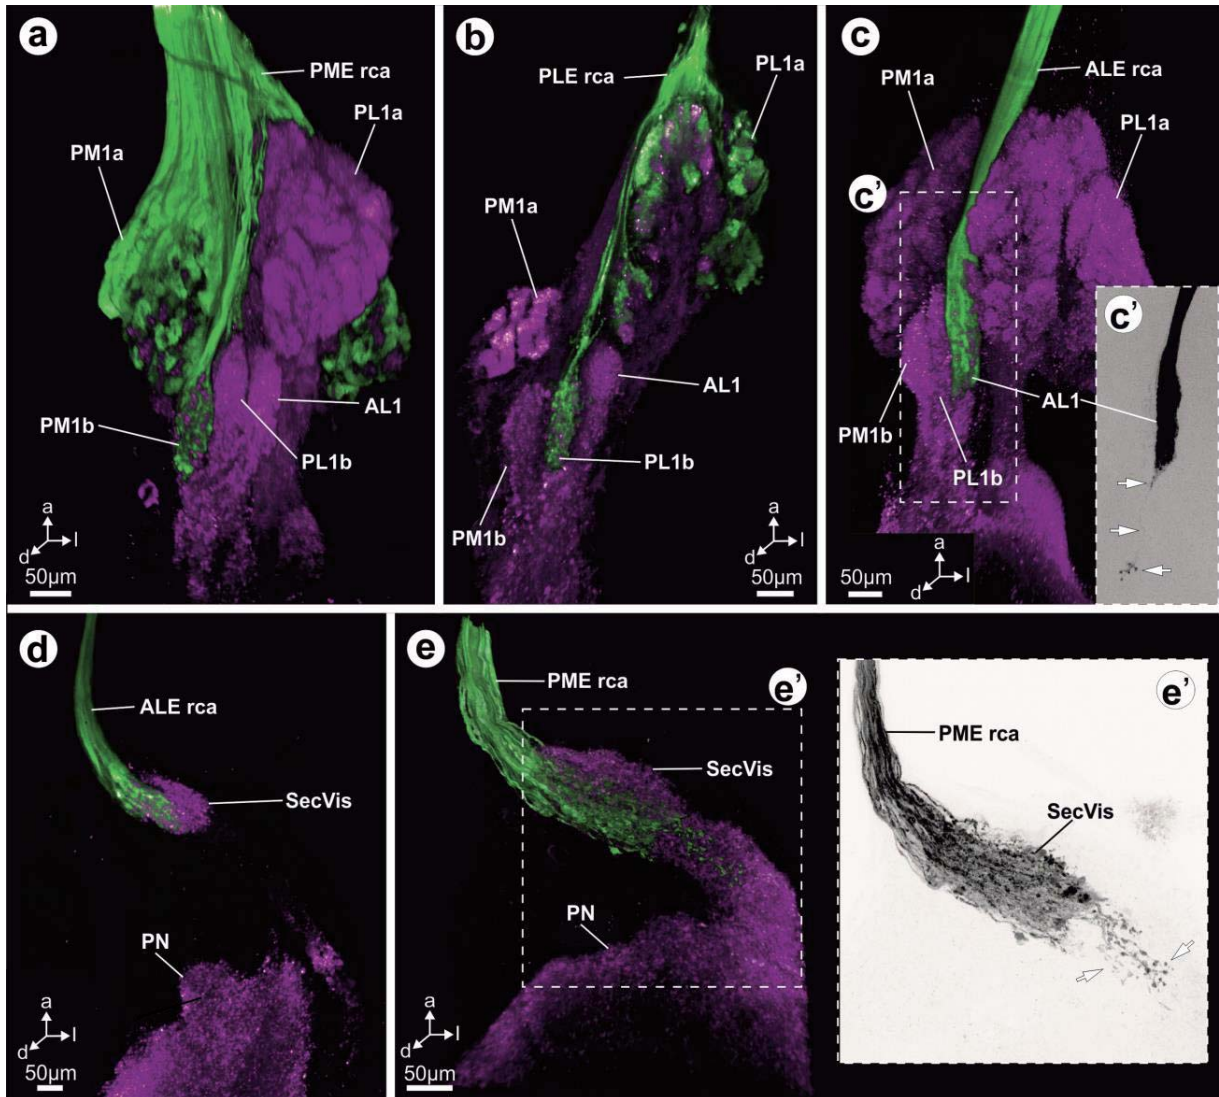 a
PME rca
PL1a
PM1a
PM1b
AL1
PL1b
a
l
d
50µm
b
PLE rca
PL1a
PM1a
AL1
PL1b
PM1b
a
l
d
50µm
c
ALE rca
PM1a
PL1a
c'
c'
AL1
PM1b
PL1b
a
l
d
50µm
d
ALE rca
SecVis
PN
a
l
d
50µm
e
PME rca
e'
SecVis
PN
a
l
d
50µm
e'
PME rca
SecVis